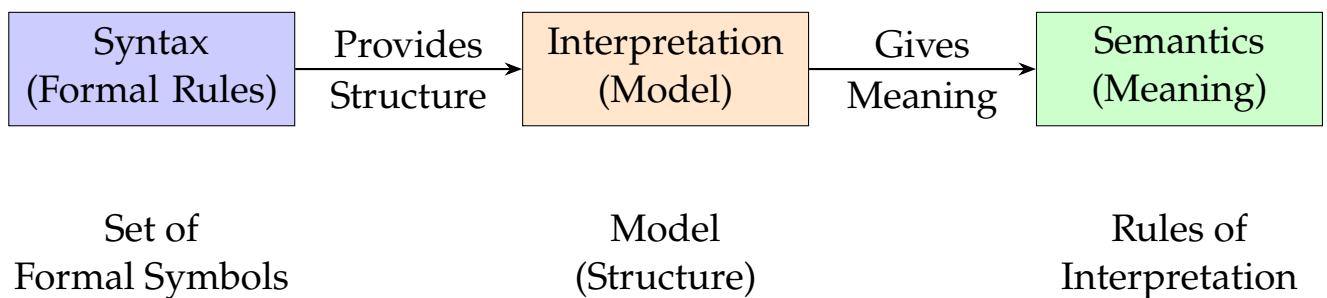 Syntax
(Formal Rules)
Provides
Structure
Interpretation
(Model)
Gives
Meaning
Semantics
(Meaning)
Set of
Formal Symbols
Model
(Structure)
Rules of
Interpretation